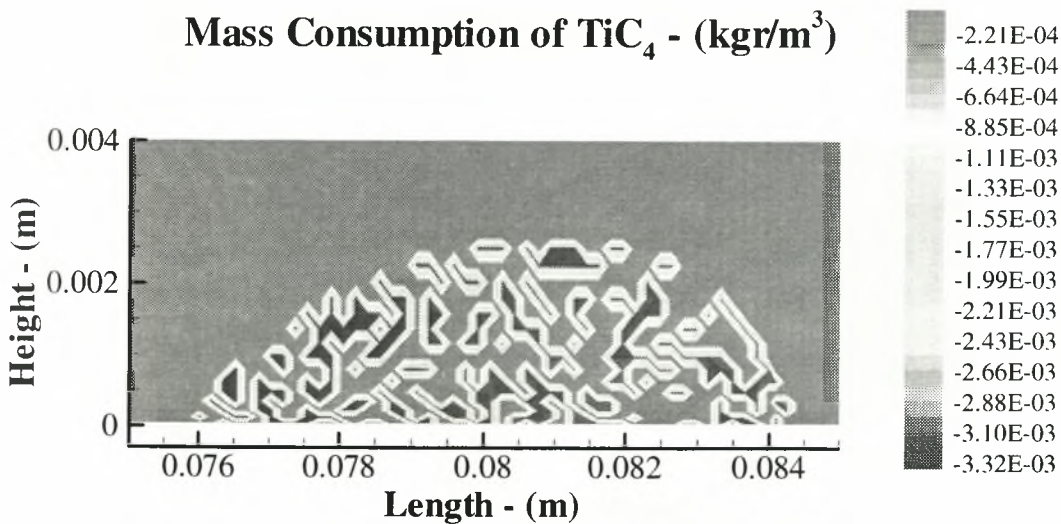 Mass Consumption of TiC4 - (kgr/m3)
-2.21E-04
-4.43E-04
-6.64E-04
-8.85E-04
-1.11E-03
-1.33E-03
-1.55E-03
-1.77E-03
-1.99E-03
-2.21E-03
-2.43E-03
-2.66E-03
-2.88E-03
-3.10E-03
-3.32E-03
Height - (m)
0.004
0.002
0
0.076 0.078 0.08 0.082 0.084
Length - (m)